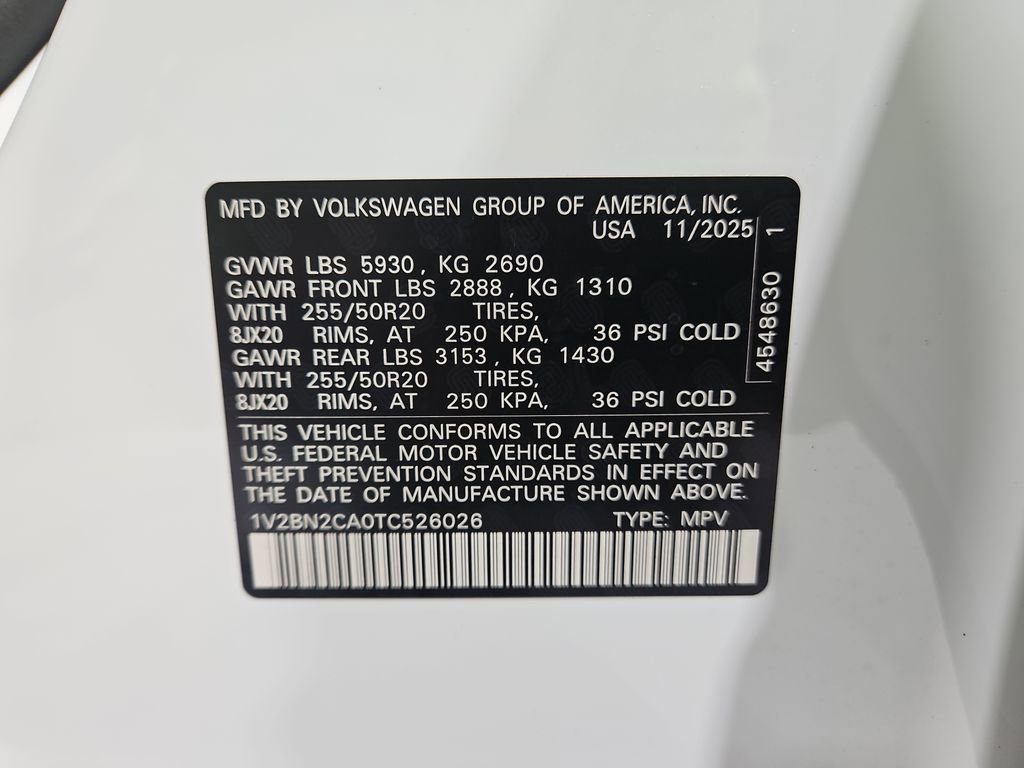 MFD BY VOLKSWAGEN GROUP OF AMERICA, INC.
USA 11/2025
GVWR LBS 5930, KG 2690
GAWR FRONT LBS 2888, KG 1310
WITH 255/50R20 TIRES,
8JX20 RIMS, AT 250 KPA, 36 PSI COLD
GAWR REAR LBS 3153, KG 1430
WITH 255/50R20 TIRES,
8JX20 RIMS, AT 250 KPA, 36 PSI COLD
THIS VEHICLE CONFORMS TO ALL APPLICABLE
U.S. FEDERAL MOTOR VEHICLE SAFETY AND
THEFT PREVENTION STANDARDS IN EFFECT ON
THE DATE OF MANUFACTURE SHOWN ABOVE.
1V2BN2CA0TC526026 TYPE: MPV
4548630 1